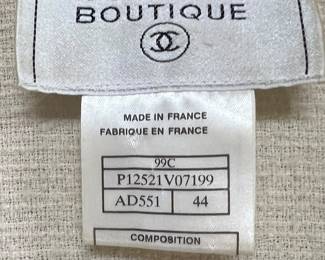 BOUTIQUE
MADE IN FRANCE
FABRIQUE EN FRANCE
99C
P12521V07199
AD551 44
COMPOSITION